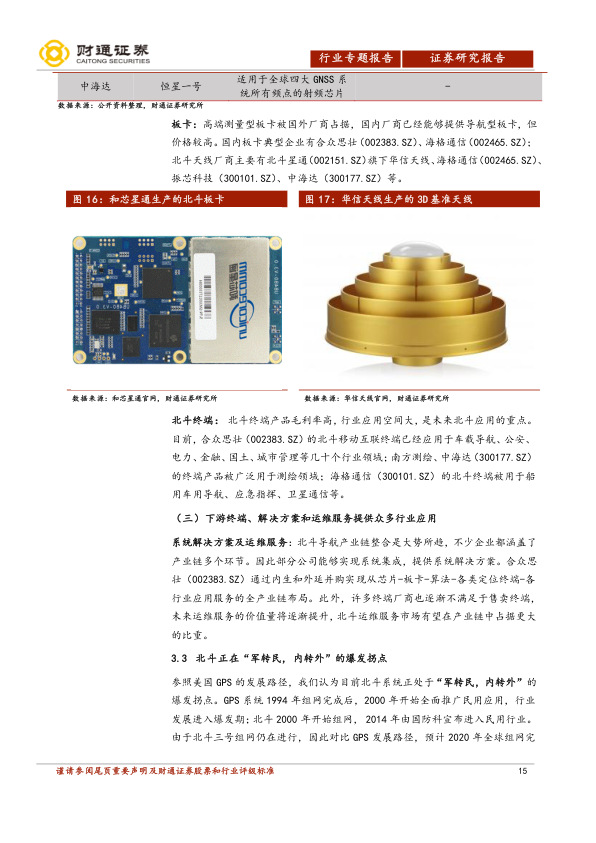 财通证券
CAITONG SECURITIES
行业专题报告 证券研究报告
中海达 恒星一号 适用于全球四大 GNSS 系
统所有频点的射频芯片 -
数据来源：公开资料整理，财通证券研究所
板卡：高端测量型板卡被国外厂商占据，国内厂商已经能够提供导航型板卡，但
价格较高。国内板卡典型企业有合众思壮(002383.SZ)、海格通信(002465.SZ)；
北斗天线厂商主要有北斗星通(002151.SZ)旗下华信天线、海格通信(002465.SZ)、
振芯科技（300101.SZ）、中海达（300177.SZ）等。
图 16：和芯星通生产的北斗板卡
图 17：华信天线生产的 3D 基准天线
和芯星通
unicorecomm
数据来源：和芯星通官网，财通证券研究所
数据来源：华信天线官网，财通证券研究所
北斗终端： 北斗终端产品毛利率高，行业应用空间大，是未来北斗应用的重点。
目前，合众思壮(002383.SZ)的北斗移动互联终端已经应用于车载导航、公安、
电力、金融、国土、城市管理等几十个行业领域；南方测绘、中海达(300177.SZ)
的终端产品被广泛用于测绘领域；海格通信（300101.SZ）的北斗终端被用于船
用车用导航、应急指挥、卫星通信等。
（三）下游终端、解决方案和运维服务提供众多行业应用
系统解决方案及运维服务：北斗导航产业链整合是大势所趋，不少企业都涵盖了
产业链多个环节。因此部分公司能够实现系统集成，提供系统解决方案。合众思
壮（002383.SZ）通过内生和外延并购实现从芯片-板卡-算法-各类定位终端-各
行业应用服务的全产业链布局。此外，许多终端厂商也逐渐不满足于售卖终端，
未来运维服务的价值量将逐渐提升，北斗运维服务市场有望在产业链中占据更大
的比重。
3.3 北斗正在“军转民，内转外”的爆发拐点
参照美国 GPS 的发展路径，我们认为目前北斗系统正处于“军转民，内转外”的
爆发拐点。GPS 系统 1994 年组网完成后，2000 年开始全面推广民用应用，行业
发展进入爆发期；北斗 2000 年开始组网， 2014 年由国防科宣布进入民用行业。
由于北斗三号组网仍在进行，因此对比 GPS 发展路径，预计 2020 年全球组网完
谨请参阅尾页重要声明及财通证券股票和行业评级标准 15